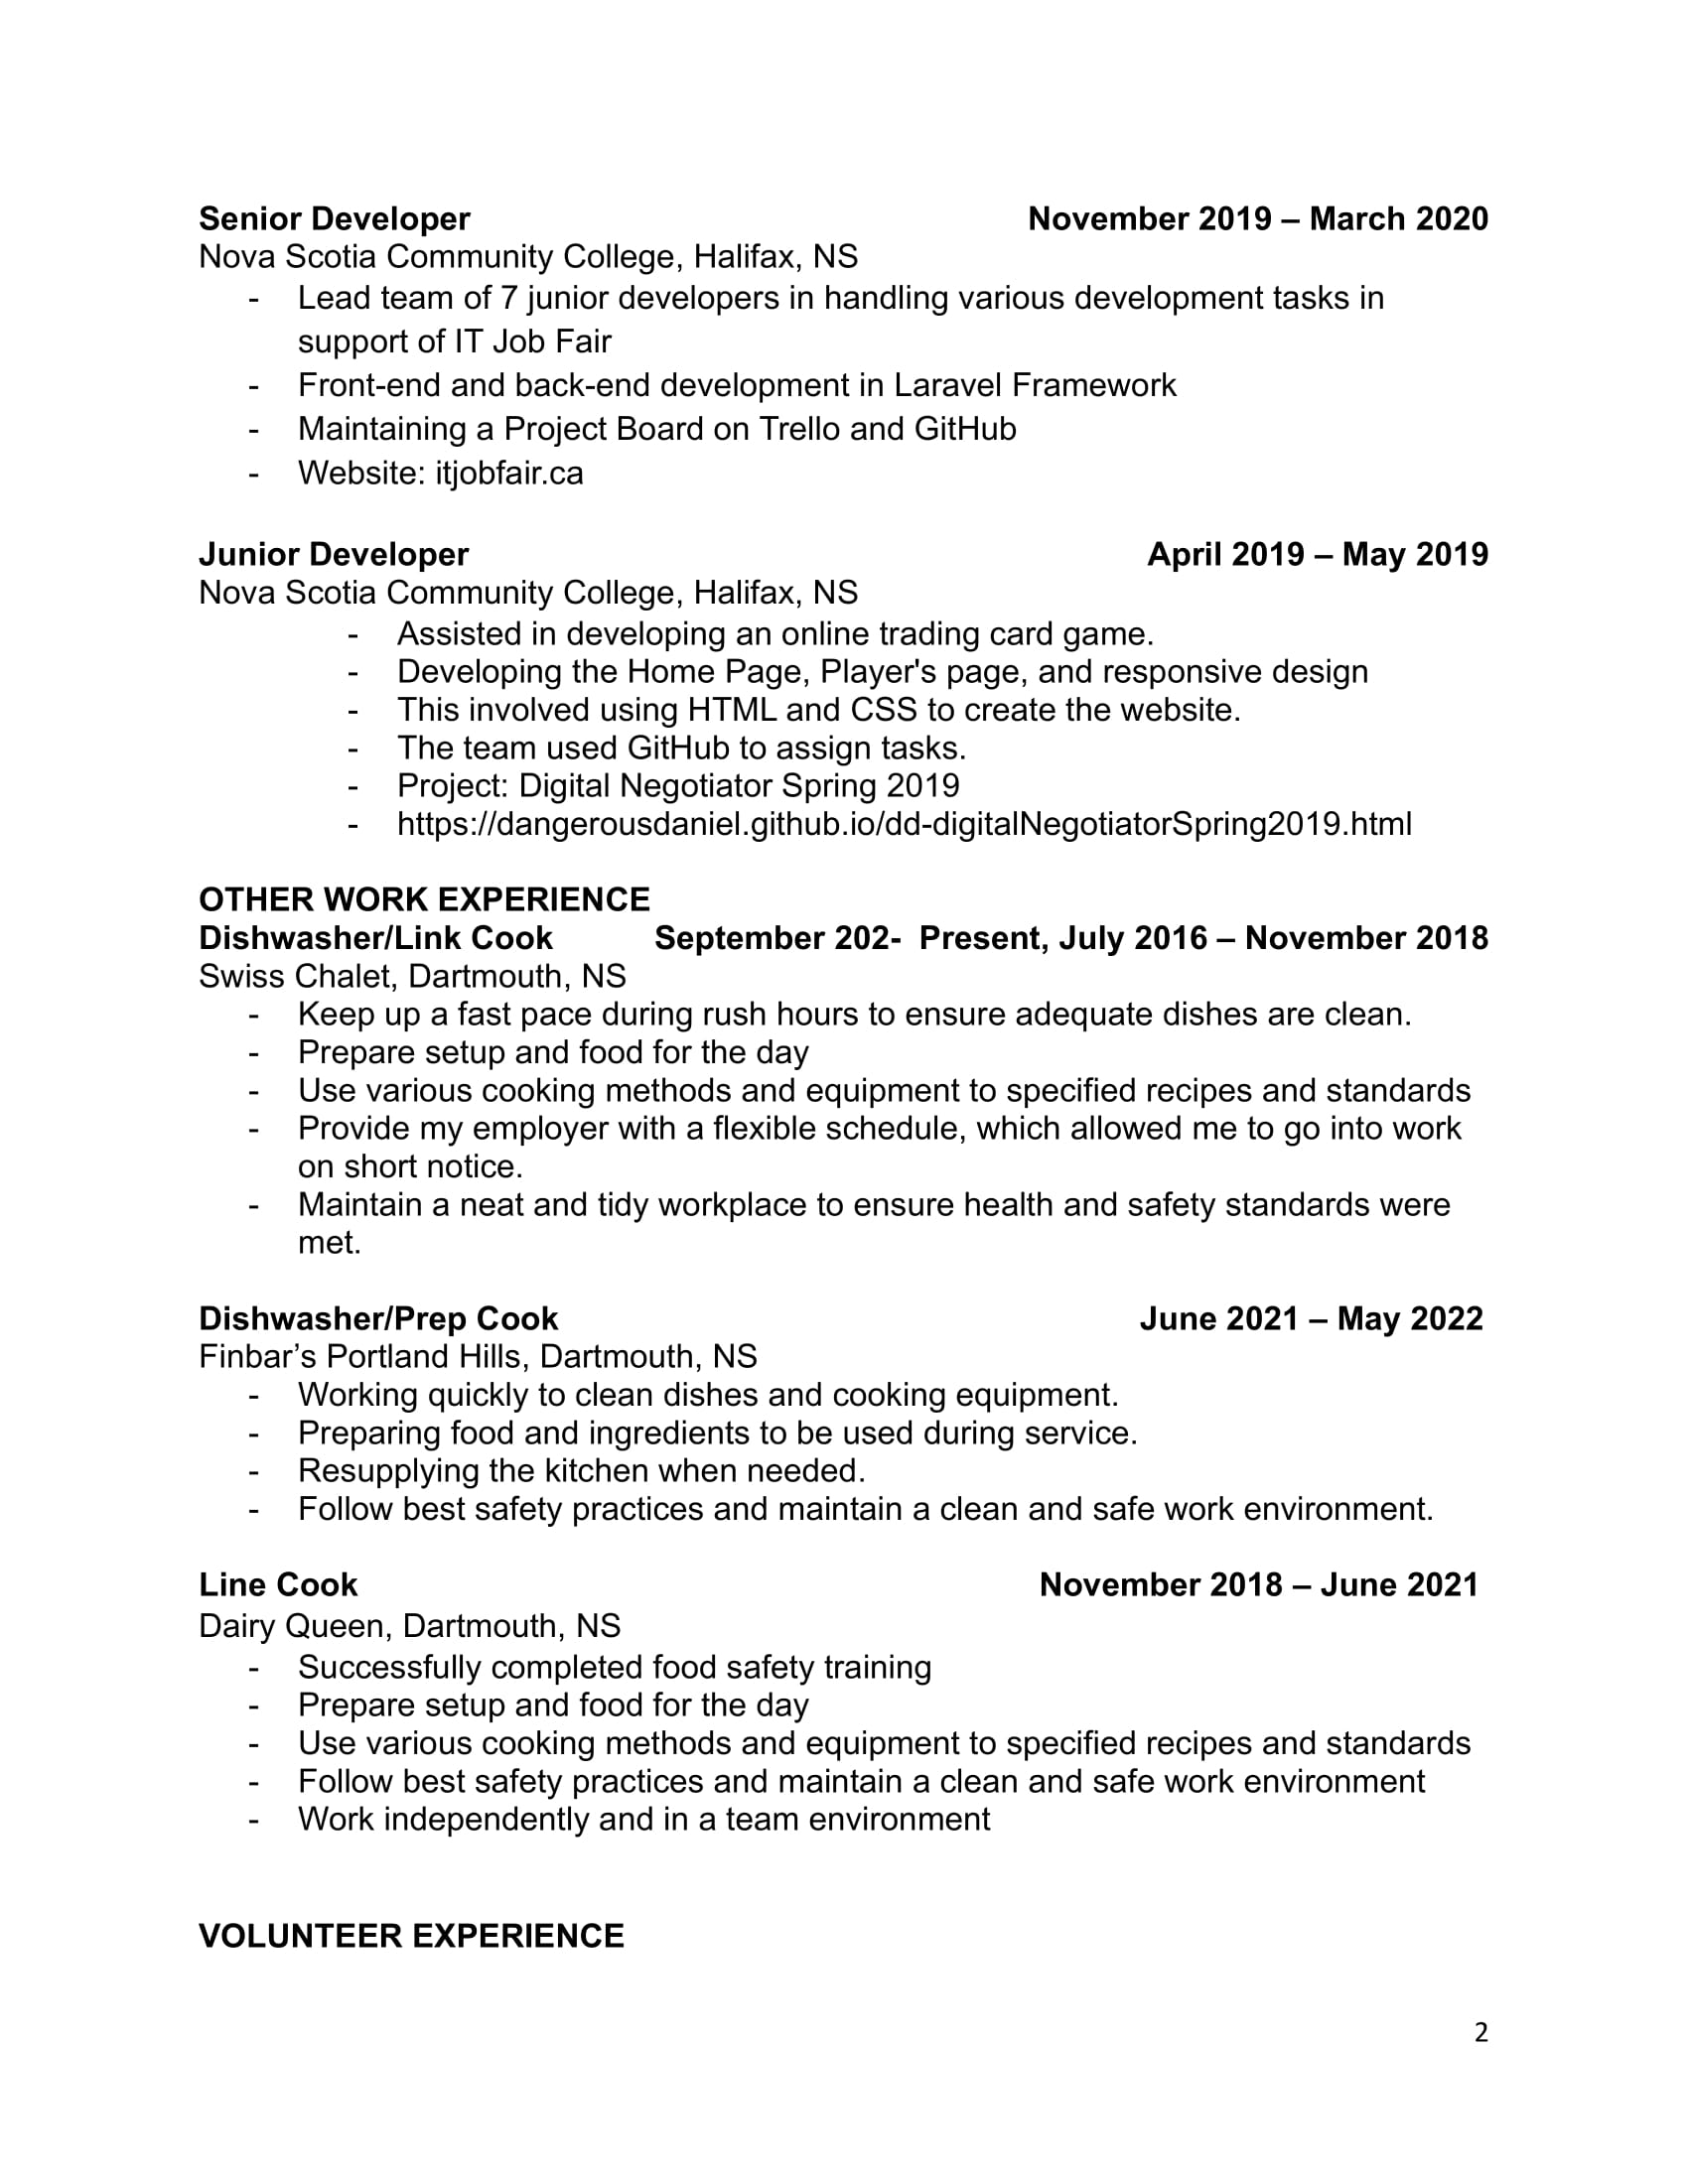 Senior Developer November 2019 – March 2020
Nova Scotia Community College, Halifax, NS
- Lead team of 7 junior developers in handling various development tasks in
support of IT Job Fair
- Front-end and back-end development in Laravel Framework
- Maintaining a Project Board on Trello and GitHub
- Website: itjobfair.ca
Junior Developer April 2019 – May 2019
Nova Scotia Community College, Halifax, NS
- Assisted in developing an online trading card game.
- Developing the Home Page, Player's page, and responsive design
- This involved using HTML and CSS to create the website.
- The team used GitHub to assign tasks.
- Project: Digital Negotiator Spring 2019
- https://dangerousdaniel.github.io/dd-digitalNegotiatorSpring2019.html
OTHER WORK EXPERIENCE
Dishwasher/Link Cook September 202- Present, July 2016 – November 2018
Swiss Chalet, Dartmouth, NS
- Keep up a fast pace during rush hours to ensure adequate dishes are clean.
- Prepare setup and food for the day
- Use various cooking methods and equipment to specified recipes and standards
- Provide my employer with a flexible schedule, which allowed me to go into work
on short notice.
- Maintain a neat and tidy workplace to ensure health and safety standards were
met.
Dishwasher/Prep Cook June 2021 – May 2022
Finbar’s Portland Hills, Dartmouth, NS
- Working quickly to clean dishes and cooking equipment.
- Preparing food and ingredients to be used during service.
- Resupplying the kitchen when needed.
- Follow best safety practices and maintain a clean and safe work environment.
Line Cook November 2018 – June 2021
Dairy Queen, Dartmouth, NS
- Successfully completed food safety training
- Prepare setup and food for the day
- Use various cooking methods and equipment to specified recipes and standards
- Follow best safety practices and maintain a clean and safe work environment
- Work independently and in a team environment
VOLUNTEER EXPERIENCE
2